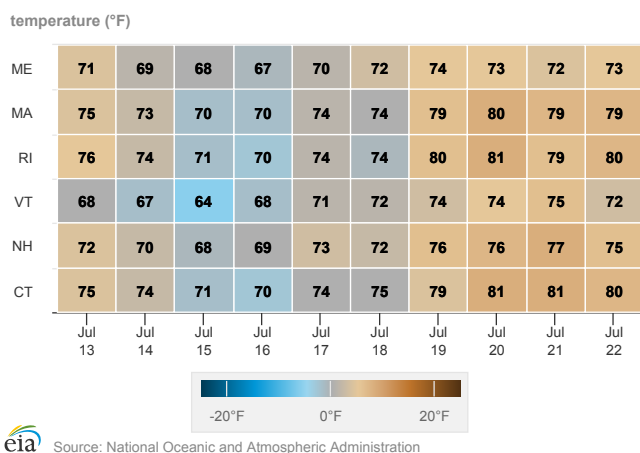 temperature (°F)
ME 71 69 68 67 70 72 74 73 72 73
MA 75 73 70 70 74 74 79 80 79 79
RI 76 74 71 70 74 74 80 81 79 80
VT 68 67 64 68 71 72 74 74 75 72
NH 72 70 68 69 73 72 76 76 77 75
CT 75 74 71 70 74 75 79 81 81 80
Jul Jul Jul Jul Jul Jul Jul Jul Jul Jul
13 14 15 16 17 18 19 20 21 22
-20°F 0°F 20°F
eia Source: National Oceanic and Atmospheric Administration